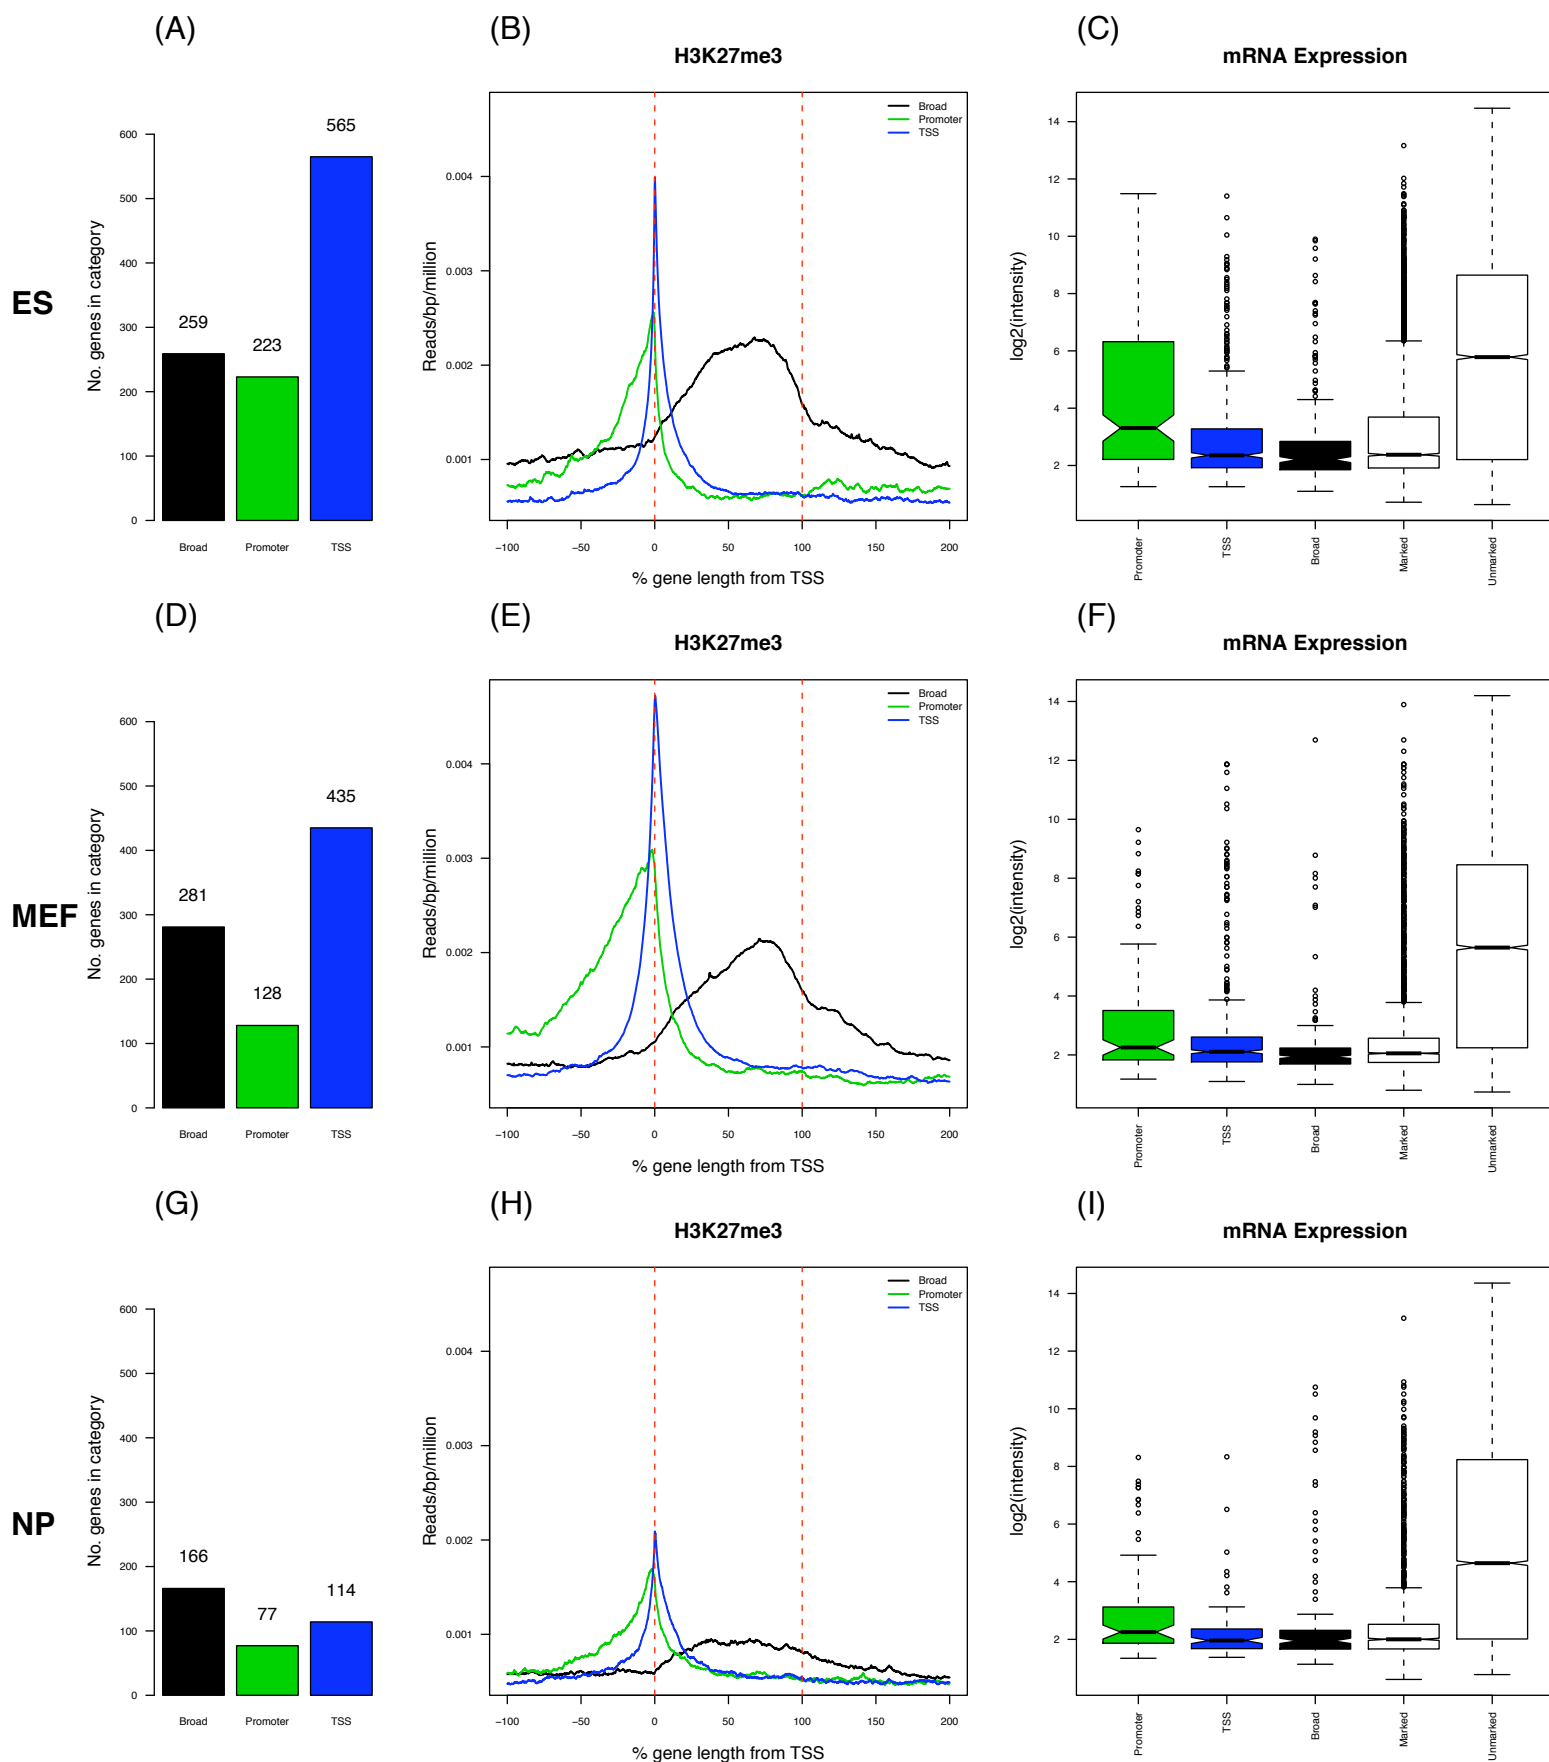 (A)
(B)
(C)
H3K27me3
mRNA Expression
ES
No. genes in category
600
500
400
300
200
100
0
259
223
565
Broad
Promoter
TSS
Reads/bp/million
0.004
0.003
0.002
0.001
Broad
Promoter
TSS
−100
−50
0
50
100
150
200
% gene length from TSS
log2(intensity)
14
12
10
8
6
4
2
Promoter
TSS
Broad
Marked
Unmarked
(D)
(E)
(F)
H3K27me3
mRNA Expression
MEF
No. genes in category
600
500
400
300
200
100
0
281
128
435
Broad
Promoter
TSS
Reads/bp/million
0.004
0.003
0.002
0.001
Broad
Promoter
TSS
−100
−50
0
50
100
150
200
% gene length from TSS
log2(intensity)
14
12
10
8
6
4
2
Promoter
TSS
Broad
Marked
Unmarked
(G)
(H)
(I)
H3K27me3
mRNA Expression
NP
No. genes in category
600
500
400
300
200
100
0
166
77
114
Broad
Promoter
TSS
Reads/bp/million
0.004
0.003
0.002
0.001
Broad
Promoter
TSS
−100
−50
0
50
100
150
200
% gene length from TSS
log2(intensity)
14
12
10
8
6
4
2
Promoter
TSS
Broad
Marked
Unmarked